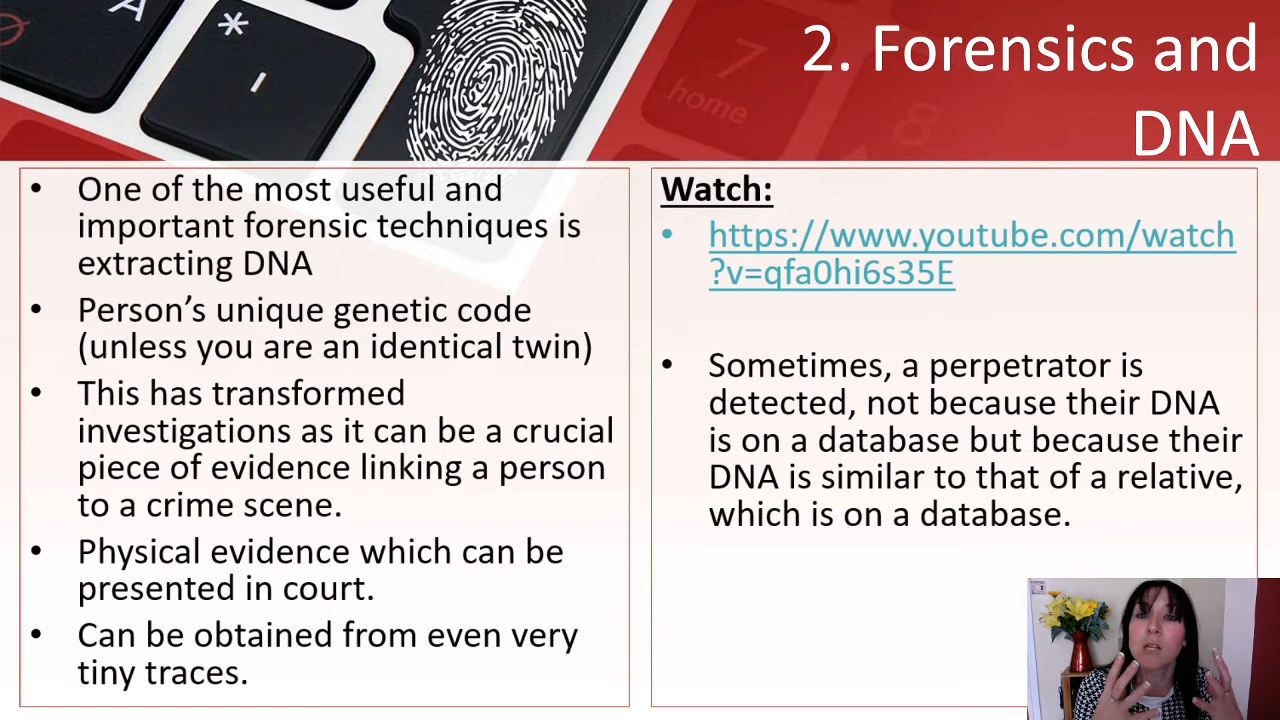 A
*
7
home
8
2. Forensics and
DNA
• One of the most useful and
important forensic techniques is
extracting DNA
• Person’s unique genetic code
(unless you are an identical twin)
• This has transformed
investigations as it can be a crucial
piece of evidence linking a person
to a crime scene.
• Physical evidence which can be
presented in court.
• Can be obtained from even very
tiny traces.
Watch:
• https://www.youtube.com/watch
?v=qfa0hi6s35E
• Sometimes, a perpetrator is
detected, not because their DNA
is on a database but because their
DNA is similar to that of a relative,
which is on a database.